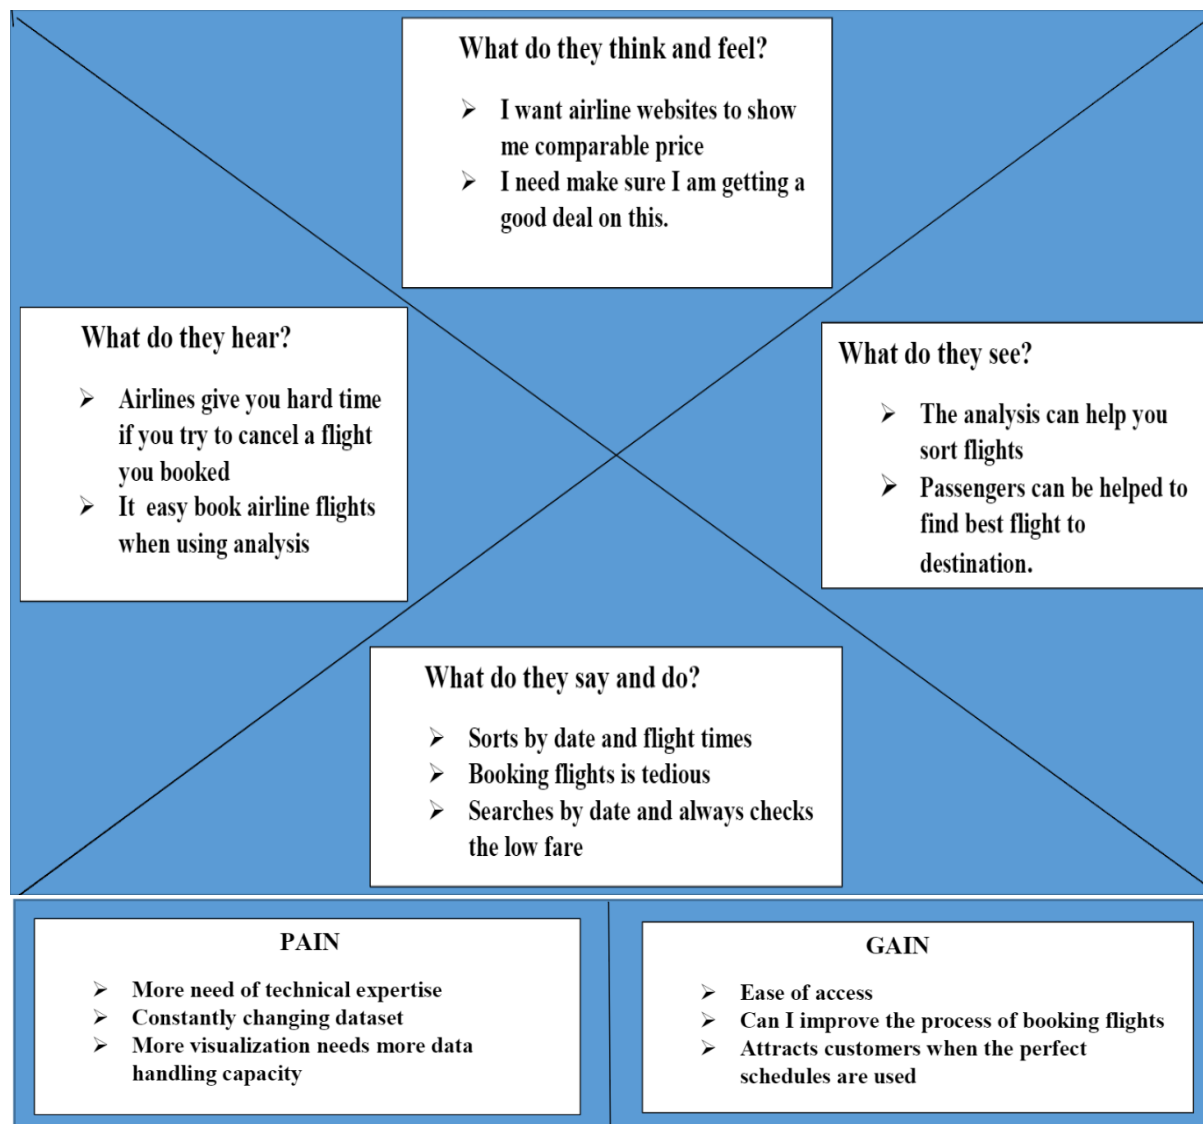 What do they think and feel?
➢ I want airline websites to show
me comparable price
➢ I need make sure I am getting a
good deal on this.
What do they hear?
➢ Airlines give you hard time
if you try to cancel a flight
you booked
➢ It easy book airline flights
when using analysis
What do they see?
➢ The analysis can help you
sort flights
➢ Passengers can be helped to
find best flight to
destination.
What do they say and do?
➢ Sorts by date and flight times
➢ Booking flights is tedious
➢ Searches by date and always checks
the low fare
PAIN
➢ More need of technical expertise
➢ Constantly changing dataset
➢ More visualization needs more data
handling capacity
GAIN
➢ Ease of access
➢ Can I improve the process of booking flights
➢ Attracts customers when the perfect
schedules are used